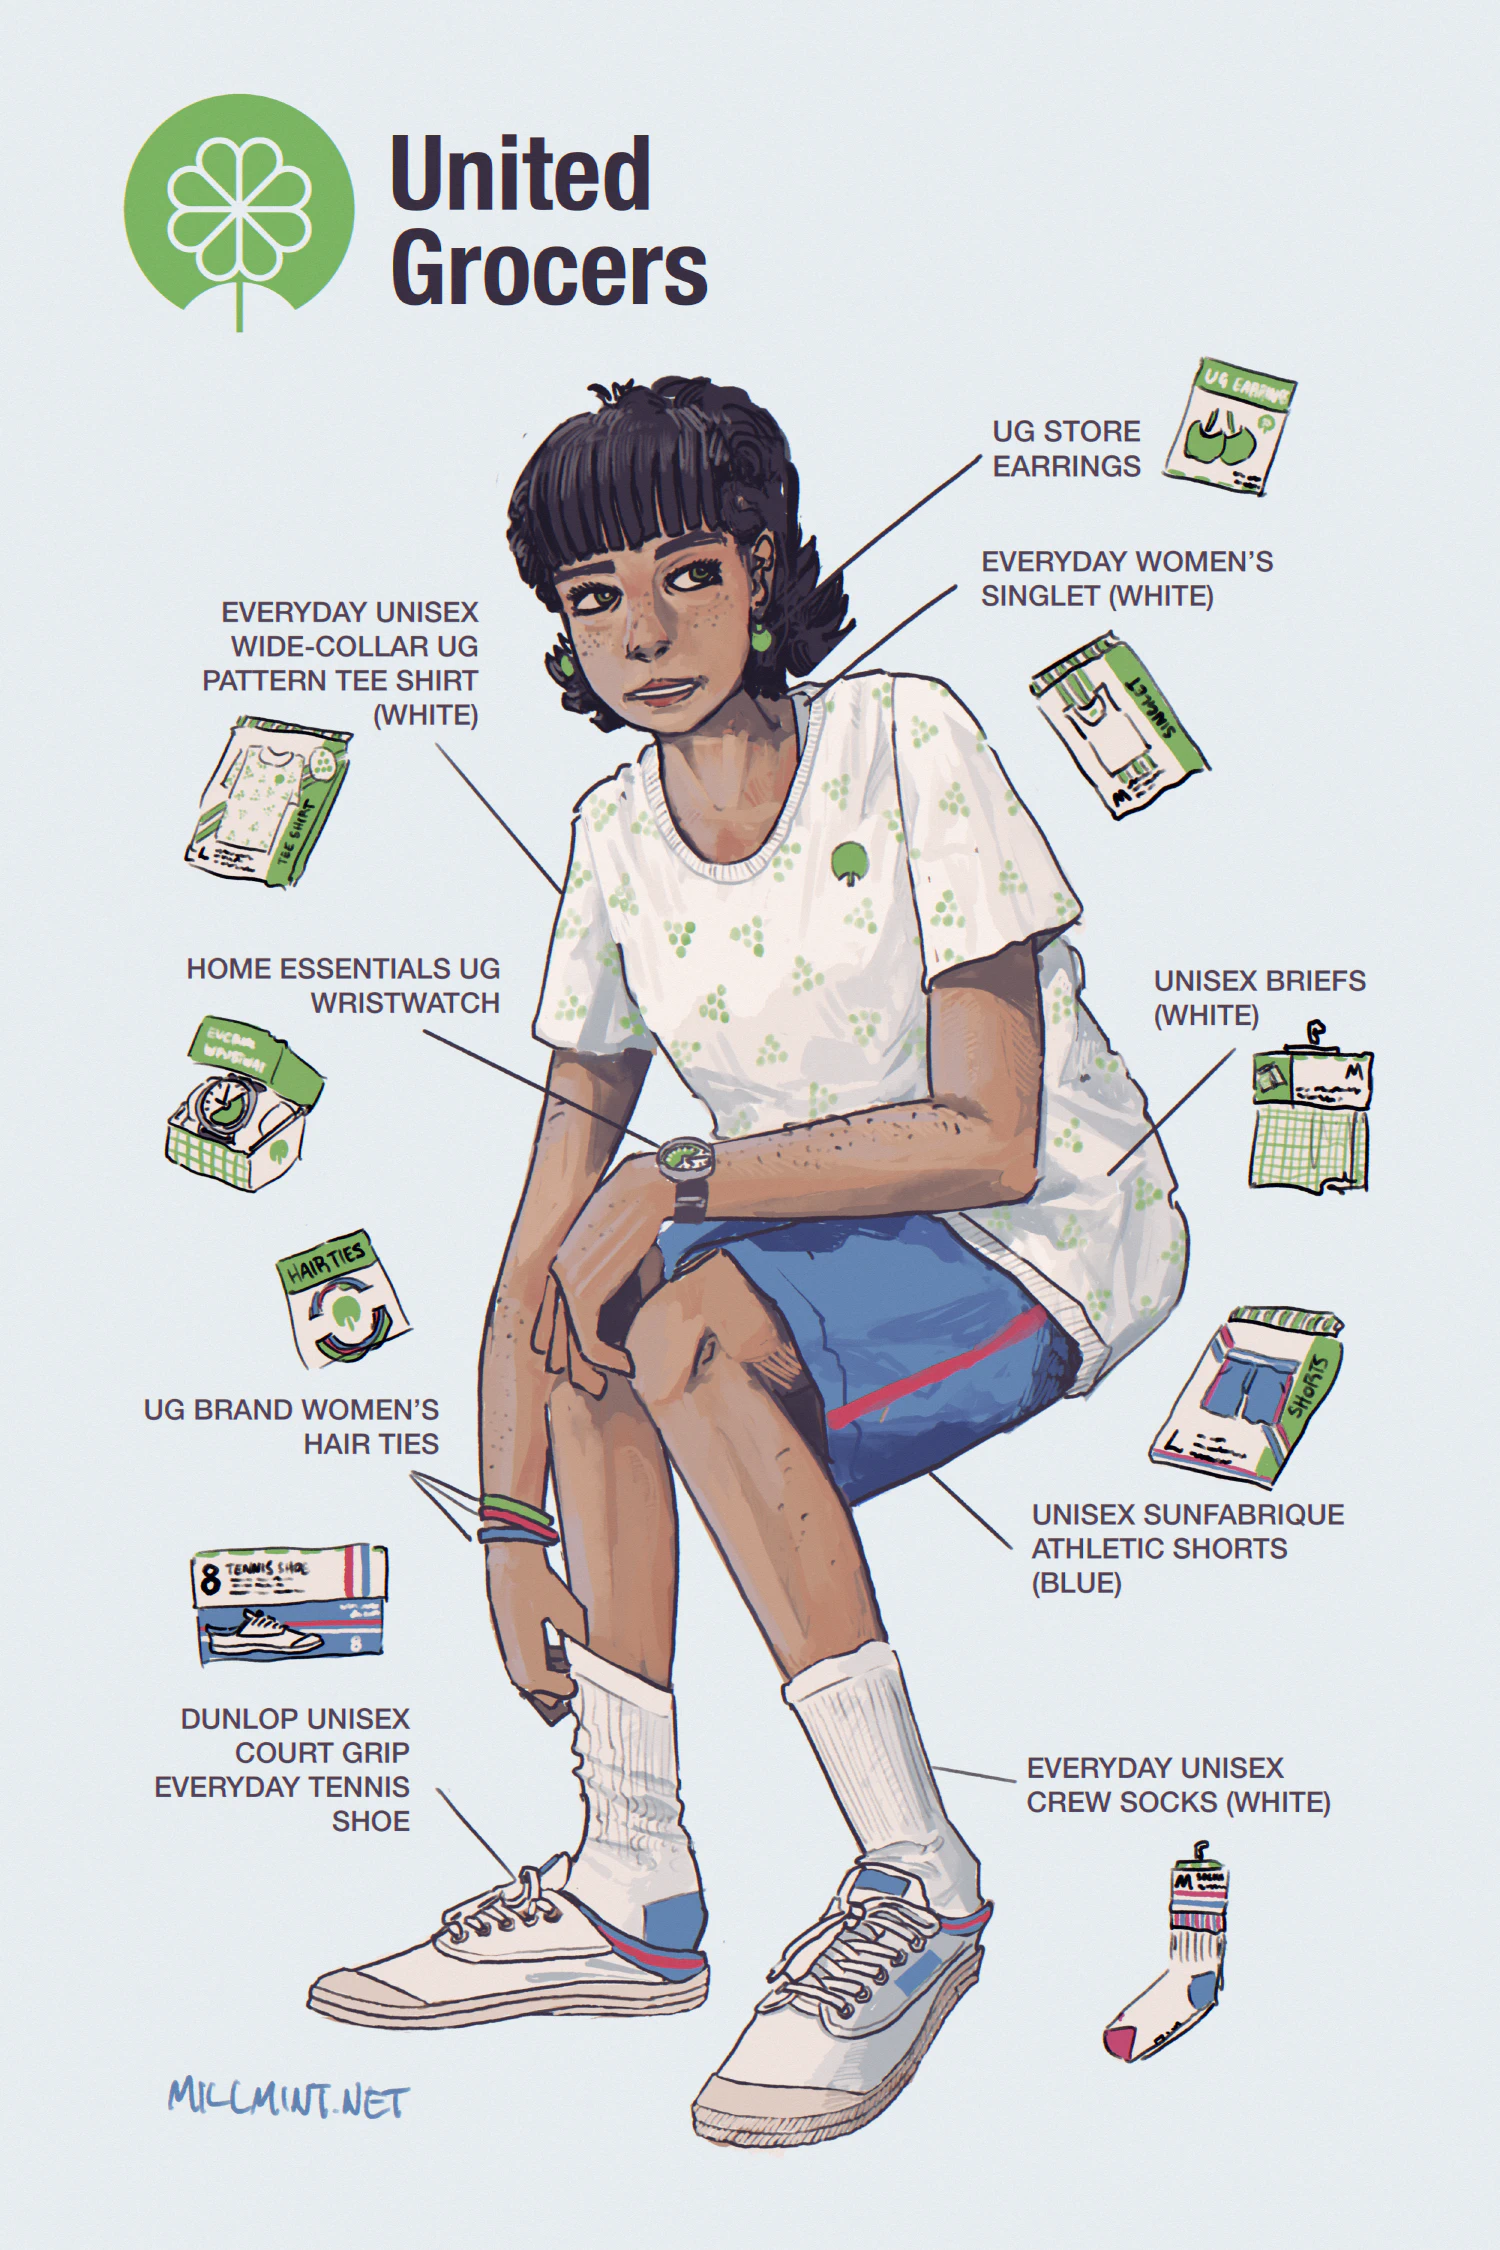 United
Grocers
UG EARRINGS
UG STORE
EARRINGS
EVERYDAY WOMEN'S
SINGLET (WHITE)
SINGLET
M
EVERYDAY UNISEX
WIDE-COLLAR UG
PATTERN TEE SHIRT
(WHITE)
TEE SHIRT
L
HOME ESSENTIALS UG
WRISTWATCH
UNISEX BRIEFS
(WHITE)
M
HAIR TIES
UG BRAND WOMEN'S
HAIR TIES
SHORTS
L
UNISEX SUNFABRIQUE
ATHLETIC SHORTS
(BLUE)
8 TENNIS SHOE
8
DUNLOP UNISEX
COURT GRIP
EVERYDAY TENNIS
SHOE
EVERYDAY UNISEX
CREW SOCKS (WHITE)
M SOCKS
MILLMINT.NET